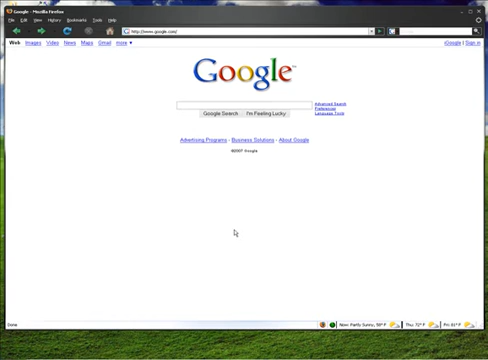 Google - Mozilla Firefox
File Edit View History Bookmarks Tools Help
http://www.google.com/
Web Images Video News Maps Gmail more ▼
iGoogle | Sign in
Google™
Advanced Search
Preferences
Language Tools
Google Search I'm Feeling Lucky
Advertising Programs - Business Solutions - About Google
©2007 Google
Done
Now: Partly Sunny, 58° F Thu: 72° F Fri: 61° F